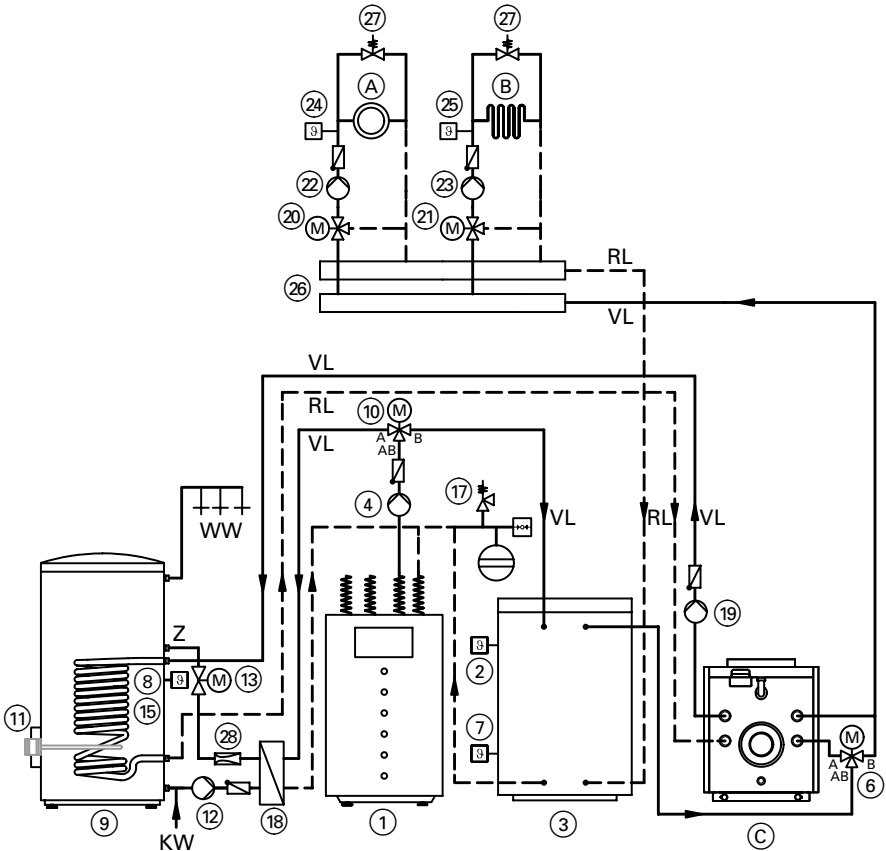 27 27
A B
24 25
ϑ ϑ
22 23
20 M 21 M
RL
26
VL
VL
RL
10 M
VL A B
AB
4 17
WW VL RL VL
19
Z
8 ϑ M 13 2 ϑ
15
11 7 ϑ
28 M
A B
AB 6
9 12 18 1 3 C
KW